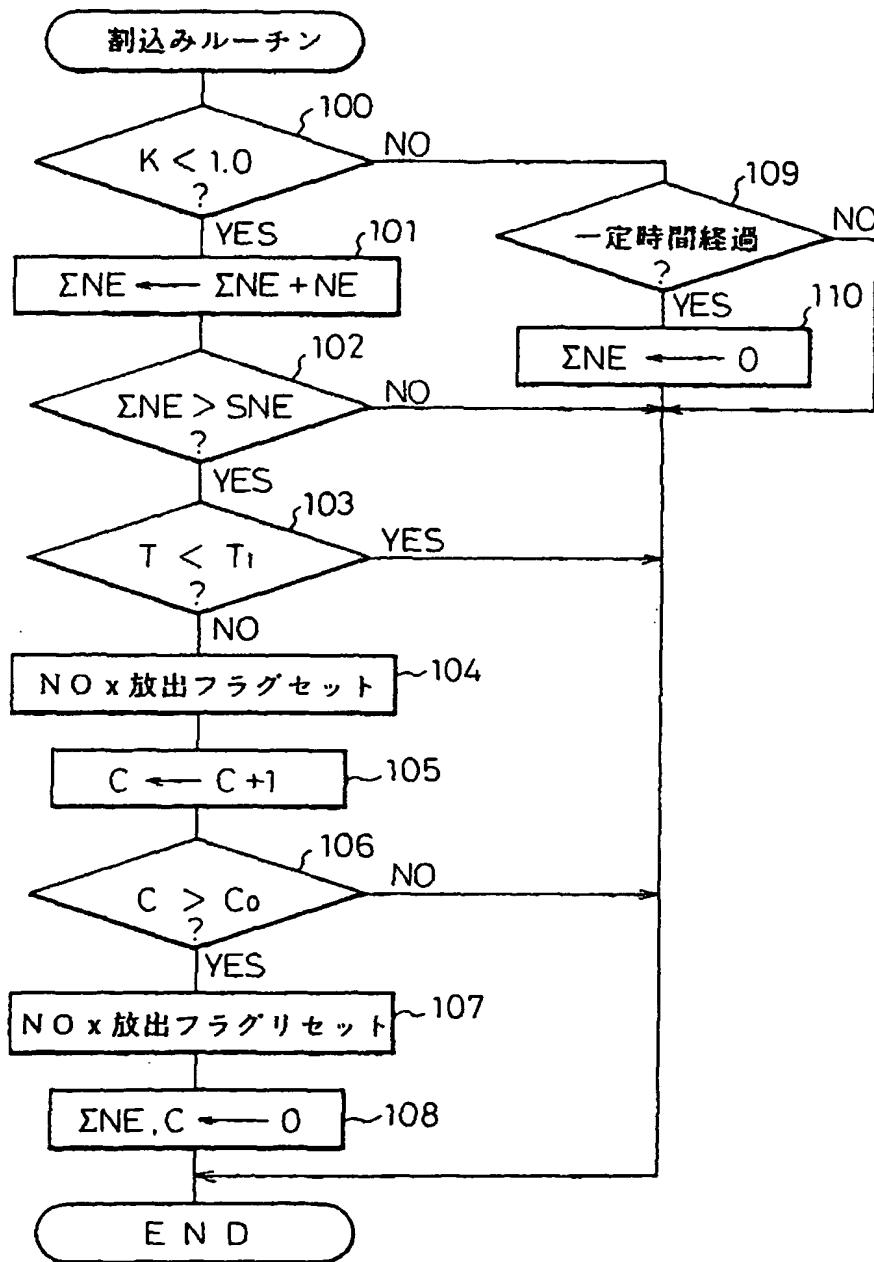 割込みルーチン
100
K < 1.0
?
NO
YES
109
一定時間経過
?
NO
YES
101
ΣNE ← ΣNE + NE
110
ΣNE ← 0
102
ΣNE > SNE
?
NO
YES
103
T < T1
?
YES
NO
NOx放出フラグセット
104
C ← C+1
105
106
C > C0
?
NO
YES
NOx放出フラグリセット
107
ΣNE, C ← 0
108
END